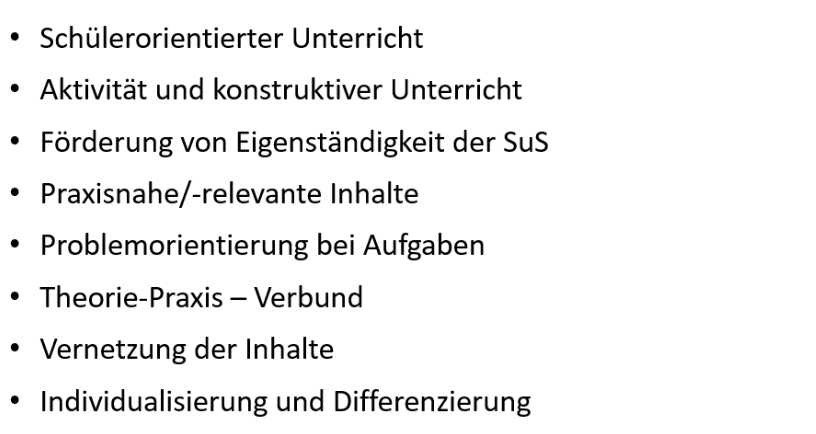 • Schülerorientierter Unterricht
• Aktivität und konstruktiver Unterricht
• Förderung von Eigenständigkeit der SuS
• Praxisnahe/-relevante Inhalte
• Problemorientierung bei Aufgaben
• Theorie-Praxis – Verbund
• Vernetzung der Inhalte
• Individualisierung und Differenzierung